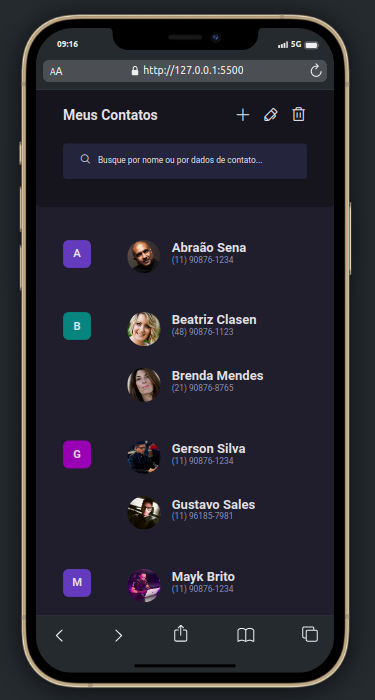 09:16
5G
AA
http://127.0.0.1:5500
Meus Contatos
Busque por nome ou por dados de contato...
A
Abraão Sena
(11) 90876-1234
B
Beatriz Clasen
(48) 90876-1123
Brenda Mendes
(21) 90876-8765
G
Gerson Silva
(11) 90876-1234
Gustavo Sales
(11) 96185-7981
M
Mayk Brito
(11) 90876-1234